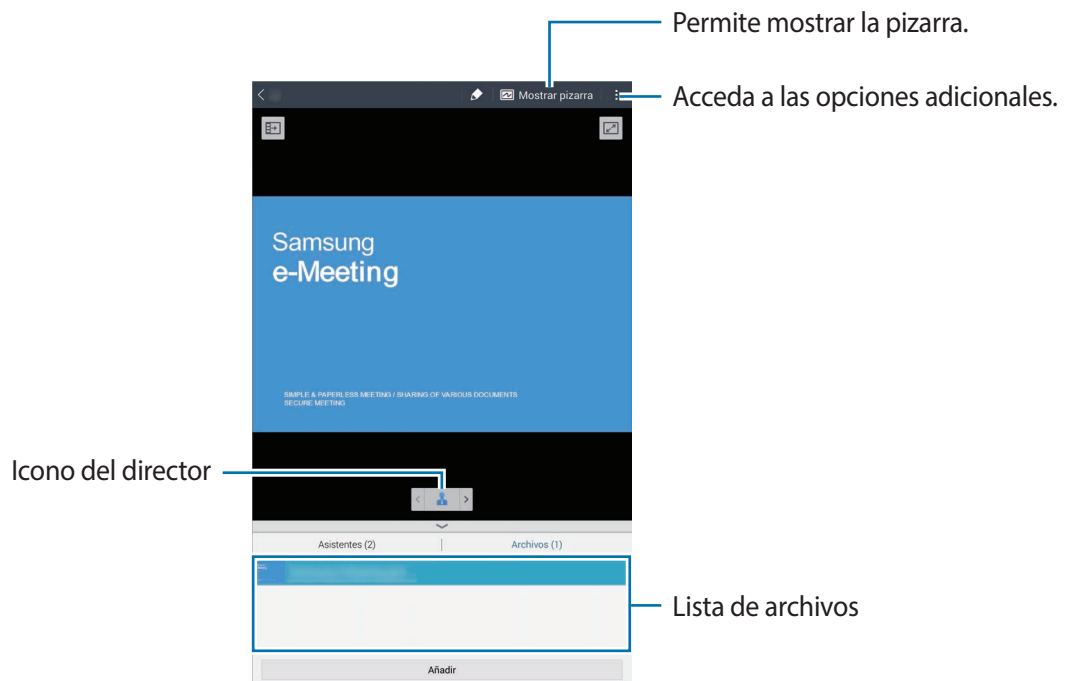 Permite mostrar la pizarra.
Mostrar pizarra
Acceda a las opciones adicionales.
Samsung
e-Meeting
SIMPLE & PAPERLESS MEETING / SHARING OF VARIOUS DOCUMENTS
SECURE MEETING
Icono del director
Asistentes (2)
Archivos (1)
Lista de archivos
Añadir